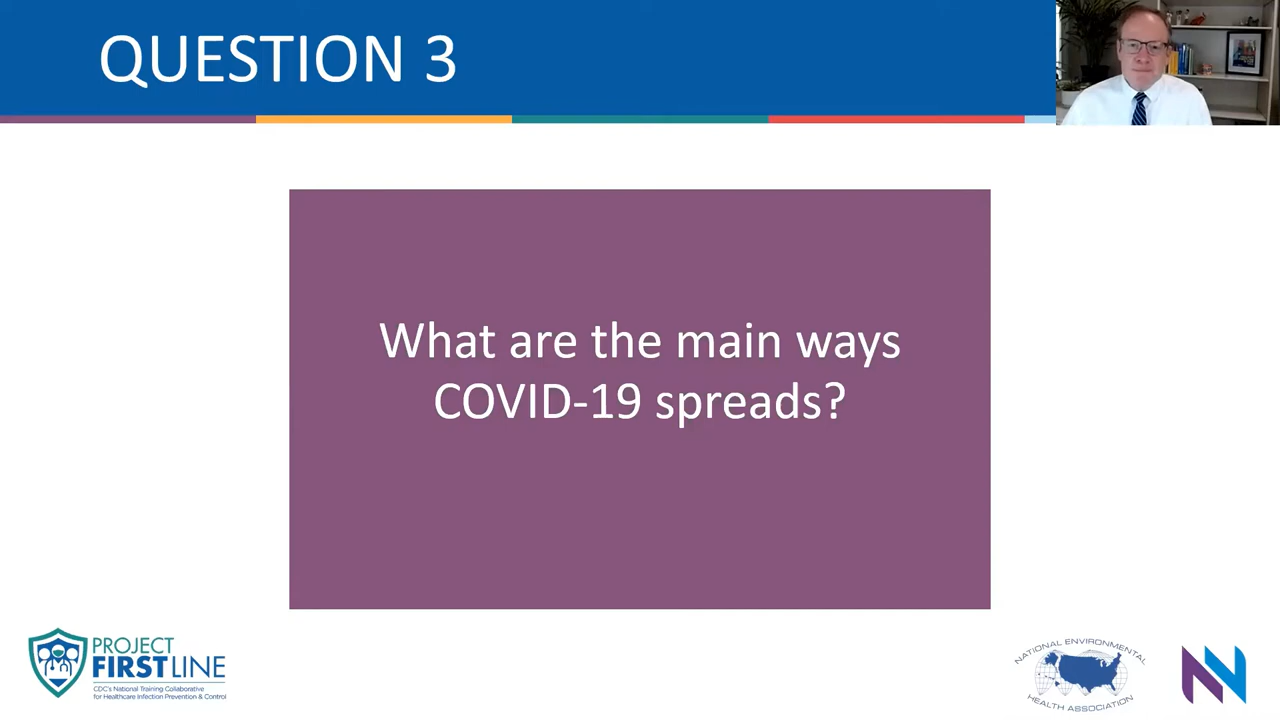 QUESTION 3
What are the main ways
COVID-19 spreads?
PROJECT
FIRSTLINE
CDC's National Training Collaborative
for Healthcare Infection Prevention & Control
NATIONAL ENVIRONMENTAL
HEALTH ASSOCIATION